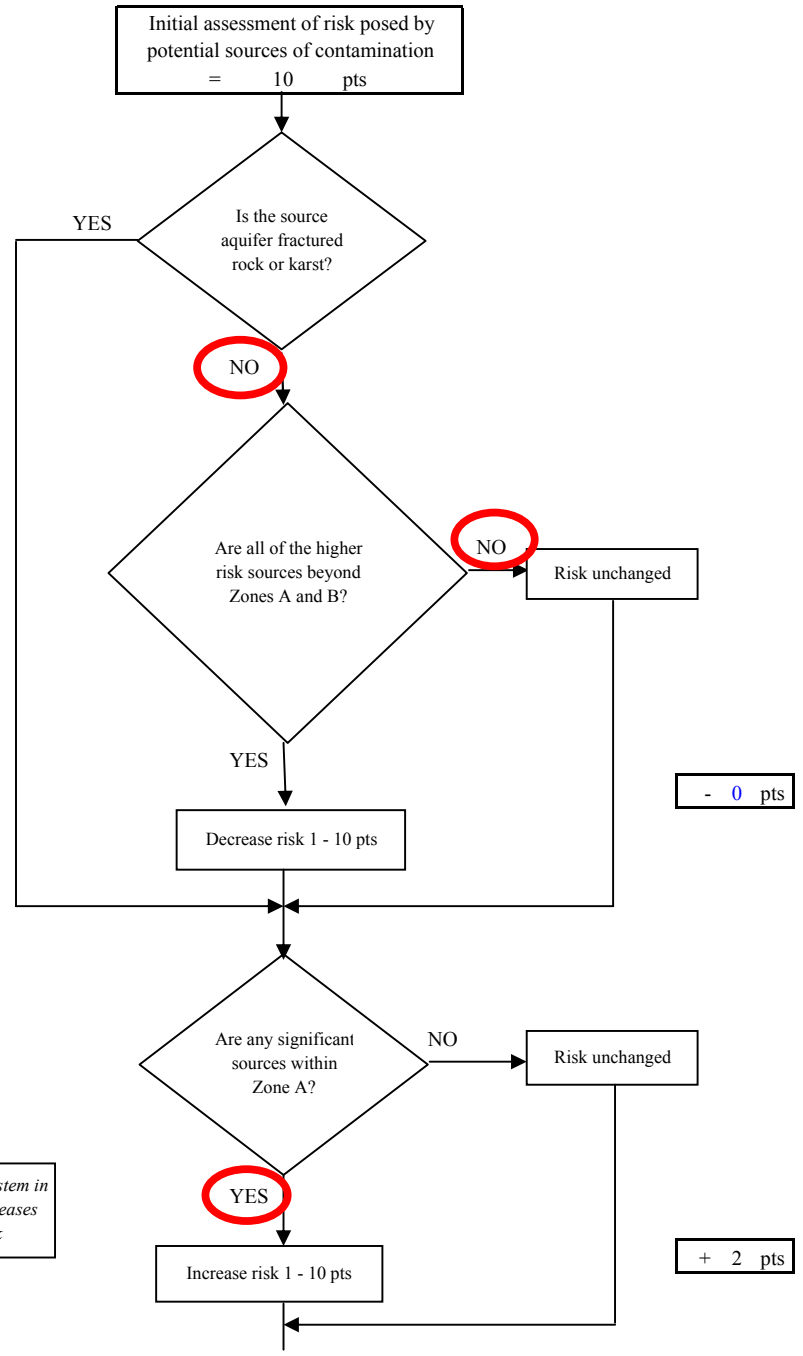 Initial assessment of risk posed by
potential sources of contamination
= 10 pts
YES
Is the source
aquifer fractured
rock or karst?
NO
Are all of the higher
risk sources beyond
Zones A and B?
NO
Risk unchanged
YES
- 0 pts
Decrease risk 1 - 10 pts
Are any significant
sources within
Zone A?
NO
Risk unchanged
stem in
eases
YES
+ 2 pts
Increase risk 1 - 10 pts